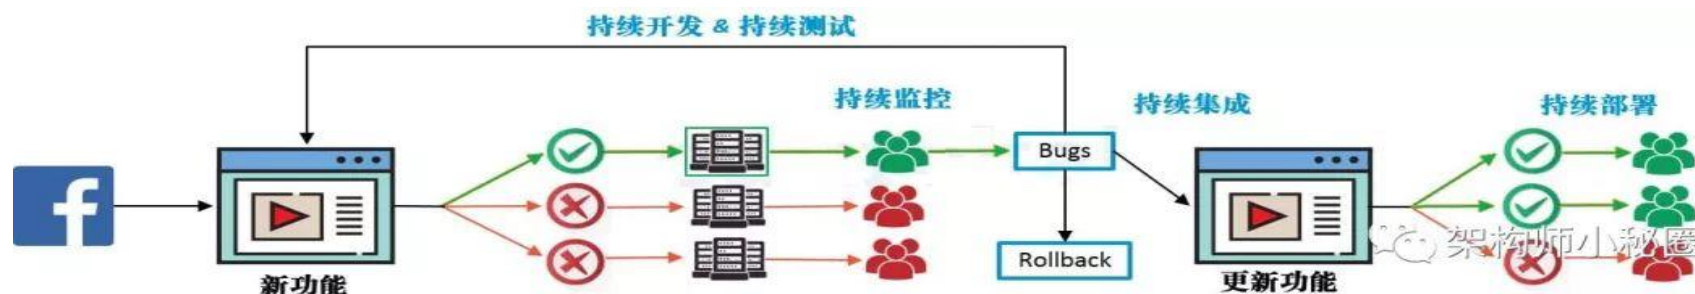 持续开发 & 持续测试
持续监控
持续集成
持续部署
Bugs
Rollback
新功能
更新功能
架构师小秘圈